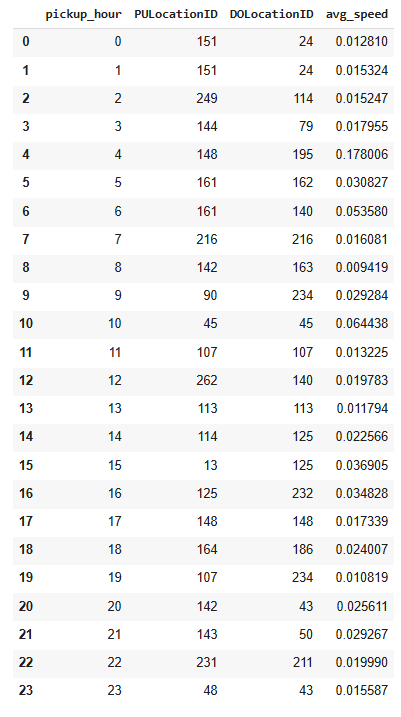 pickup_hour PULocationID DOLocationID avg_speed
0 0 151 24 0.012810
1 1 151 24 0.015324
2 2 249 114 0.015247
3 3 144 79 0.017955
4 4 148 195 0.178006
5 5 161 162 0.030827
6 6 161 140 0.053580
7 7 216 216 0.016081
8 8 142 163 0.009419
9 9 90 234 0.029284
10 10 45 45 0.064438
11 11 107 107 0.013225
12 12 262 140 0.019783
13 13 113 113 0.011794
14 14 114 125 0.022566
15 15 13 125 0.036905
16 16 125 232 0.034828
17 17 148 148 0.017339
18 18 164 186 0.024007
19 19 107 234 0.010819
20 20 142 43 0.025611
21 21 143 50 0.029267
22 22 231 211 0.019990
23 23 48 43 0.015587